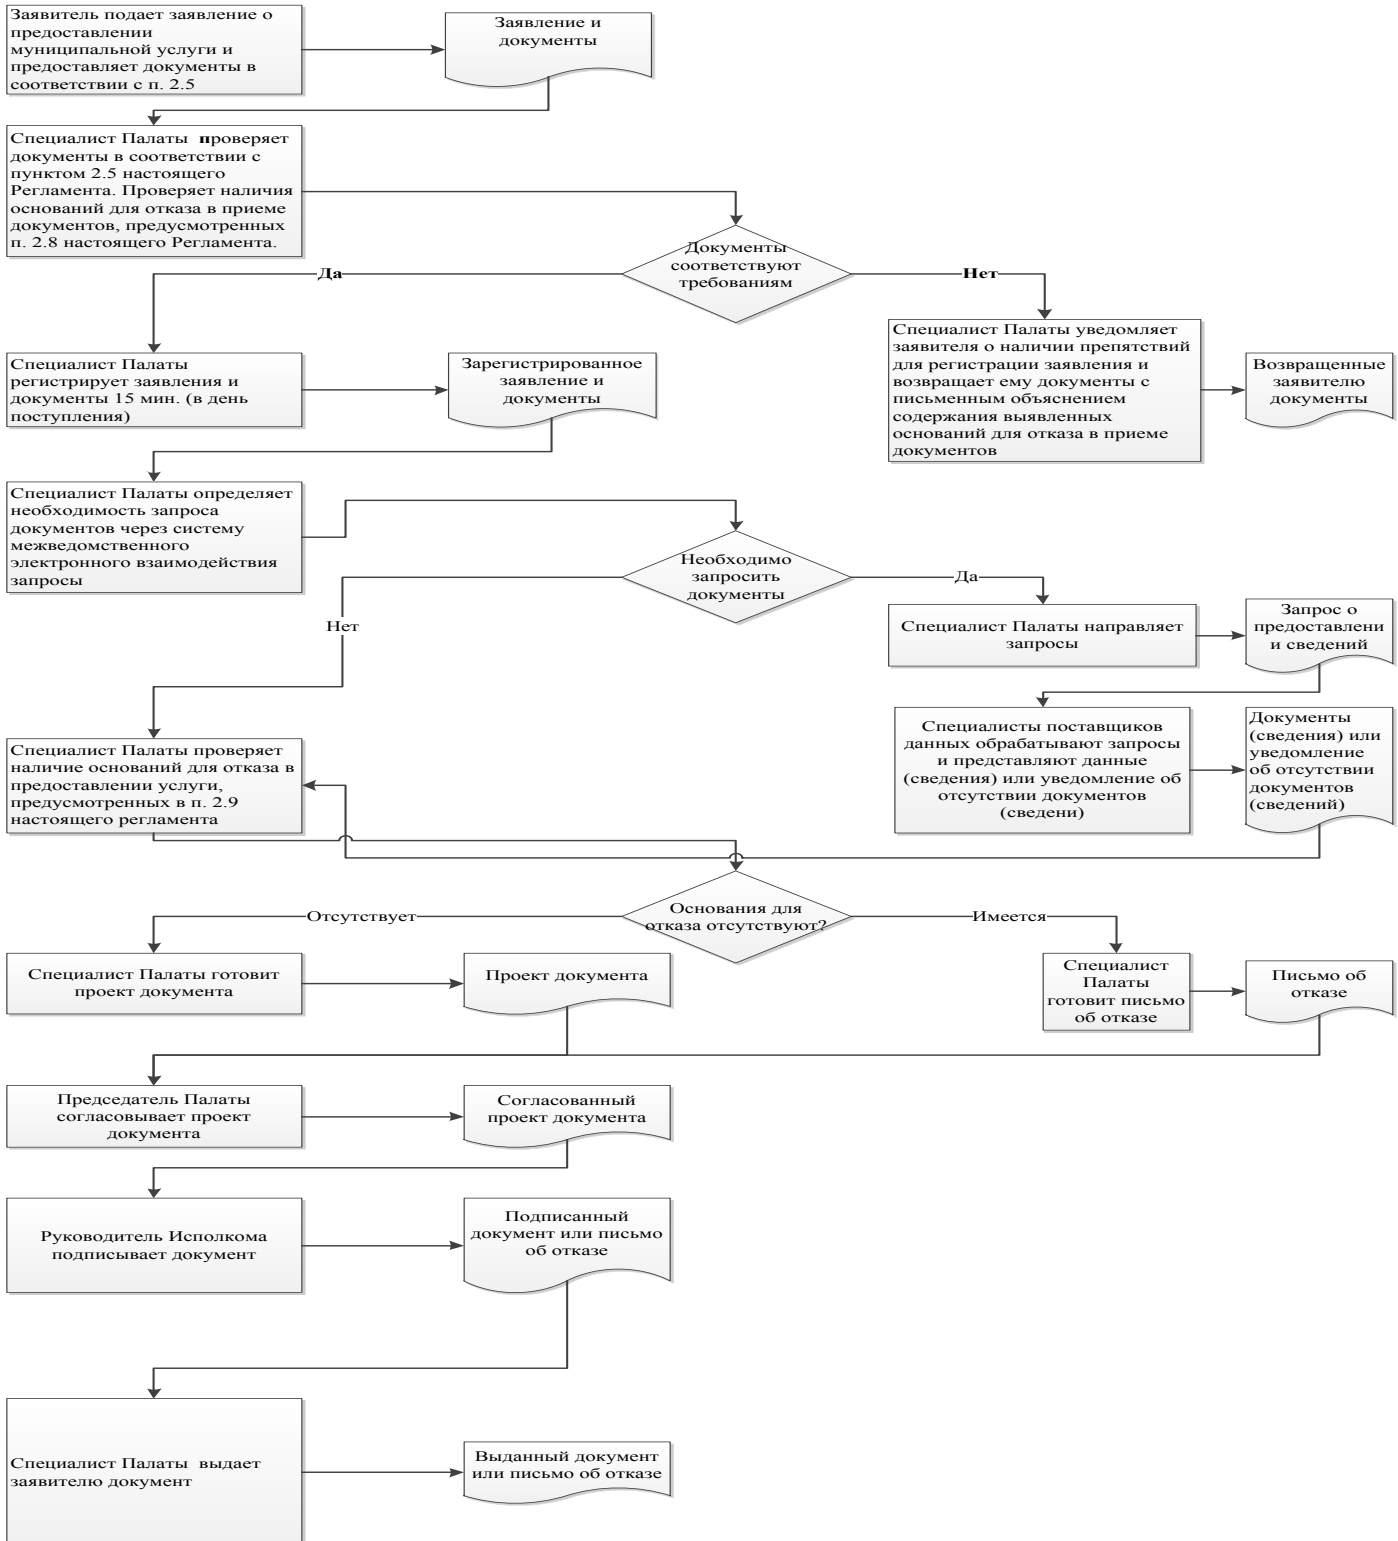 Заявитель подает заявление о
предоставлении
муниципальной услуги и
предоставляет документы в
соответствии с п. 2.5
Заявление и
документы
Специалист Палаты проверяет
документы в соответствии с
пунктом 2.5 настоящего
Регламента. Проверяет наличия
оснований для отказа в приеме
документов, предусмотренных
п. 2.8 настоящего Регламента.
Документы
соответствуют
требованиям
Да
Нет
Специалист Палаты
регистрирует заявления и
документы 15 мин. (в день
поступления)
Зарегистрированное
заявление и
документы
Специалист Палаты уведомляет
заявителя о наличии препятствий
для регистрации заявления и
возвращает ему документы с
письменным объяснением
содержания выявленных
оснований для отказа в приеме
документов
Возвращенные
заявителю
документы
Специалист Палаты определяет
необходимость запроса
документов через систему
межведомственного
электронного взаимодействия
запросы
Необходимо
запросить
документы
Да
Нет
Специалист Палаты направляет
запросы
Запрос о
предоставлени
и сведений
Специалист Палаты проверяет
наличие оснований для отказа в
предоставлении услуги,
предусмотренных в п. 2.9
настоящего регламента
Специалисты поставщиков
данных обрабатывают запросы
и представляют данные
(сведения) или уведомление об
отсутствии документов
(сведени)
Документы
(сведения) или
уведомление
об отсутствии
документов
(сведений)
Основания для
отказа отсутствуют?
Отсутствует
Имеется
Специалист Палаты готовит
проект документа
Проект документа
Специалист
Палаты
готовит письмо
об отказе
Письмо об
отказе
Председатель Палаты
согласовывает проект
документа
Согласованный
проект документа
Руководитель Исполкома
подписывает документ
Подписанный
документ или письмо
об отказе
Специалист Палаты выдает
заявителю документ
Выданный документ
или письмо об отказе